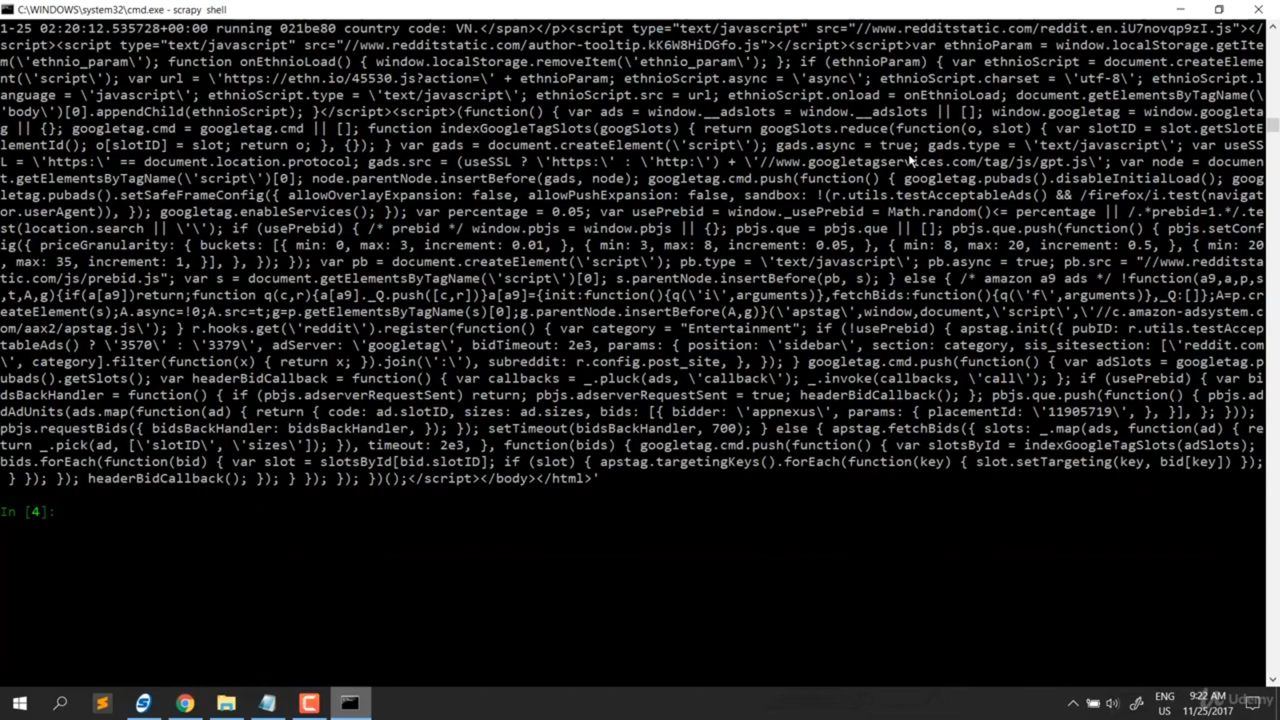 C:\WINDOWS\system32\cmd.exe - scrapy shell
1-25 02:20:12.535728+00:00 running 021be80 country code: VN.</span></p><script type="text/javascript" src="//www.redditstatic.com/reddit.en.iU7novqp9zI.js"></
script><script type="text/javascript" src="//www.redditstatic.com/author-tooltip.kK6W8HiDGfo.js"></script><script>var ethnioParam = window.localStorage.getIte
m(\'ethnio_param\'); function onEthnioLoad() { window.localStorage.removeItem(\'ethnio_param\'); }; if (ethnioParam) { var ethnioScript = document.createEleme
nt(\'script\'); var url = \'https://ethn.io/45530.js?action=\' + ethnioParam; ethnioScript.async = \'async\'; ethnioScript.charset = \'utf-8\'; ethnioScript.l
anguage = \'javascript\'; ethnioScript.type = \'text/javascript\'; ethnioScript.src = url; ethnioScript.onload = onEthnioLoad; document.getElementsByTagName(\
'body\')[0].appendChild(ethnioScript); }</script><script>(function() { var ads = window.__adslots = window.__adslots || []; window.googletag = window.googleta
g || {}; googletag.cmd = googletag.cmd || []; function indexGoogleTagSlots(googSlots) { return googSlots.reduce(function(o, slot) { var slotID = slot.getSlotE
lementId(); o[slotID] = slot; return o; }, {}); } var gads = document.createElement(\'script\'); gads.async = true; gads.type = \'text/javascript\'; var useSS
L = \'https:\' == document.location.protocol; gads.src = (useSSL ? \'https:\' : \'http:\') + \'//www.googletagservices.com/tag/js/gpt.js\'; var node = documen
t.getElementsByTagName(\'script\')[0]; node.parentNode.insertBefore(gads, node); googletag.cmd.push(function() { googletag.pubads().disableInitialLoad(); goog
letag.pubads().setSafeFrameConfig({ allowOverlayExpansion: false, allowPushExpansion: false, sandbox: !(r.utils.testAcceptableAds() && /firefox/i.test(navigat
or.userAgent)), }); googletag.enableServices(); }); var percentage = 0.05; var usePrebid = window._usePrebid = Math.random()<= percentage || /.*prebid=1.*/.te
st(location.search || \'\'); if (usePrebid) { /* prebid */ window.pbjs = window.pbjs || {}; pbjs.que = pbjs.que || []; pbjs.que.push(function() { pbjs.setConf
ig({ priceGranularity: { buckets: [{ min: 0, max: 3, increment: 0.01, }, { min: 3, max: 8, increment: 0.05, }, { min: 8, max: 20, increment: 0.5, }, { min: 20
, max: 35, increment: 1, }], }, }); }); var pb = document.createElement(\'script\'); pb.type = \'text/javascript\'; pb.async = true; pb.src = "//www.redditsta
tic.com/js/prebid.js"; var s = document.getElementsByTagName(\'script\')[0]; s.parentNode.insertBefore(pb, s); } else { /* amazon a9 ads */ !function(a9,a,p,s
,t,A,g){if(a[a9])return;function q(c,r){a[a9]._Q.push([c,r])}a[a9]={init:function(){q(\'i\',arguments)},fetchBids:function(){q(\'f\',arguments)},_Q:[]};A=p.cr
eateElement(s);A.async=!0;A.src=t;g=p.getElementsByTagName(s)[0];g.parentNode.insertBefore(A,g)}(\'apstag\',window,document,\'script\',\'//c.amazon-adsystem.c
om/aax2/apstag.js\'); } r.hooks.get(\'reddit\').register(function() { var category = "Entertainment"; if (!usePrebid) { apstag.init({ pubID: r.utils.testAccep
tableAds() ? \'3570\' : \'3379\', adServer: \'googletag\', bidTimeout: 2e3, params: { position: \'sidebar\', section: category, sis_sitesection: [\'reddit.com
\', category].filter(function(x) { return x; }).join(\':\'), subreddit: r.config.post_site, }, }); } googletag.cmd.push(function() { var adSlots = googletag.p
ubads().getSlots(); var headerBidCallback = function() { var callbacks = _.pluck(ads, \'callback\'); _.invoke(callbacks, \'call\'); }; if (usePrebid) { var bi
dsBackHandler = function() { if (pbjs.adserverRequestSent) return; pbjs.adserverRequestSent = true; headerBidCallback(); }; pbjs.que.push(function() { pbjs.ad
dAdUnits(ads.map(function(ad) { return { code: ad.slotID, sizes: ad.sizes, bids: [{ bidder: \'appnexus\', params: { placementId: \'11905719\', }, }, ], }; }));
pbjs.requestBids({ bidsBackHandler: bidsBackHandler, }); }); setTimeout(bidsBackHandler, 700); } else { apstag.fetchBids({ slots: _.map(ads, function(ad) { re
turn _.pick(ad, [\'slotID\', \'sizes\']); }), timeout: 2e3, }, function(bids) { googletag.cmd.push(function() { var slotsById = indexGoogleTagSlots(adSlots);
bids.forEach(function(bid) { var slot = slotsById[bid.slotID]; if (slot) { apstag.targetingKeys().forEach(function(key) { slot.setTargeting(key, bid[key]) });
} }); }); headerBidCallback(); }); } }); }); })();</script></body></html>'
In [4]:
ENG
US
9:22 AM
11/25/2017
Udemy